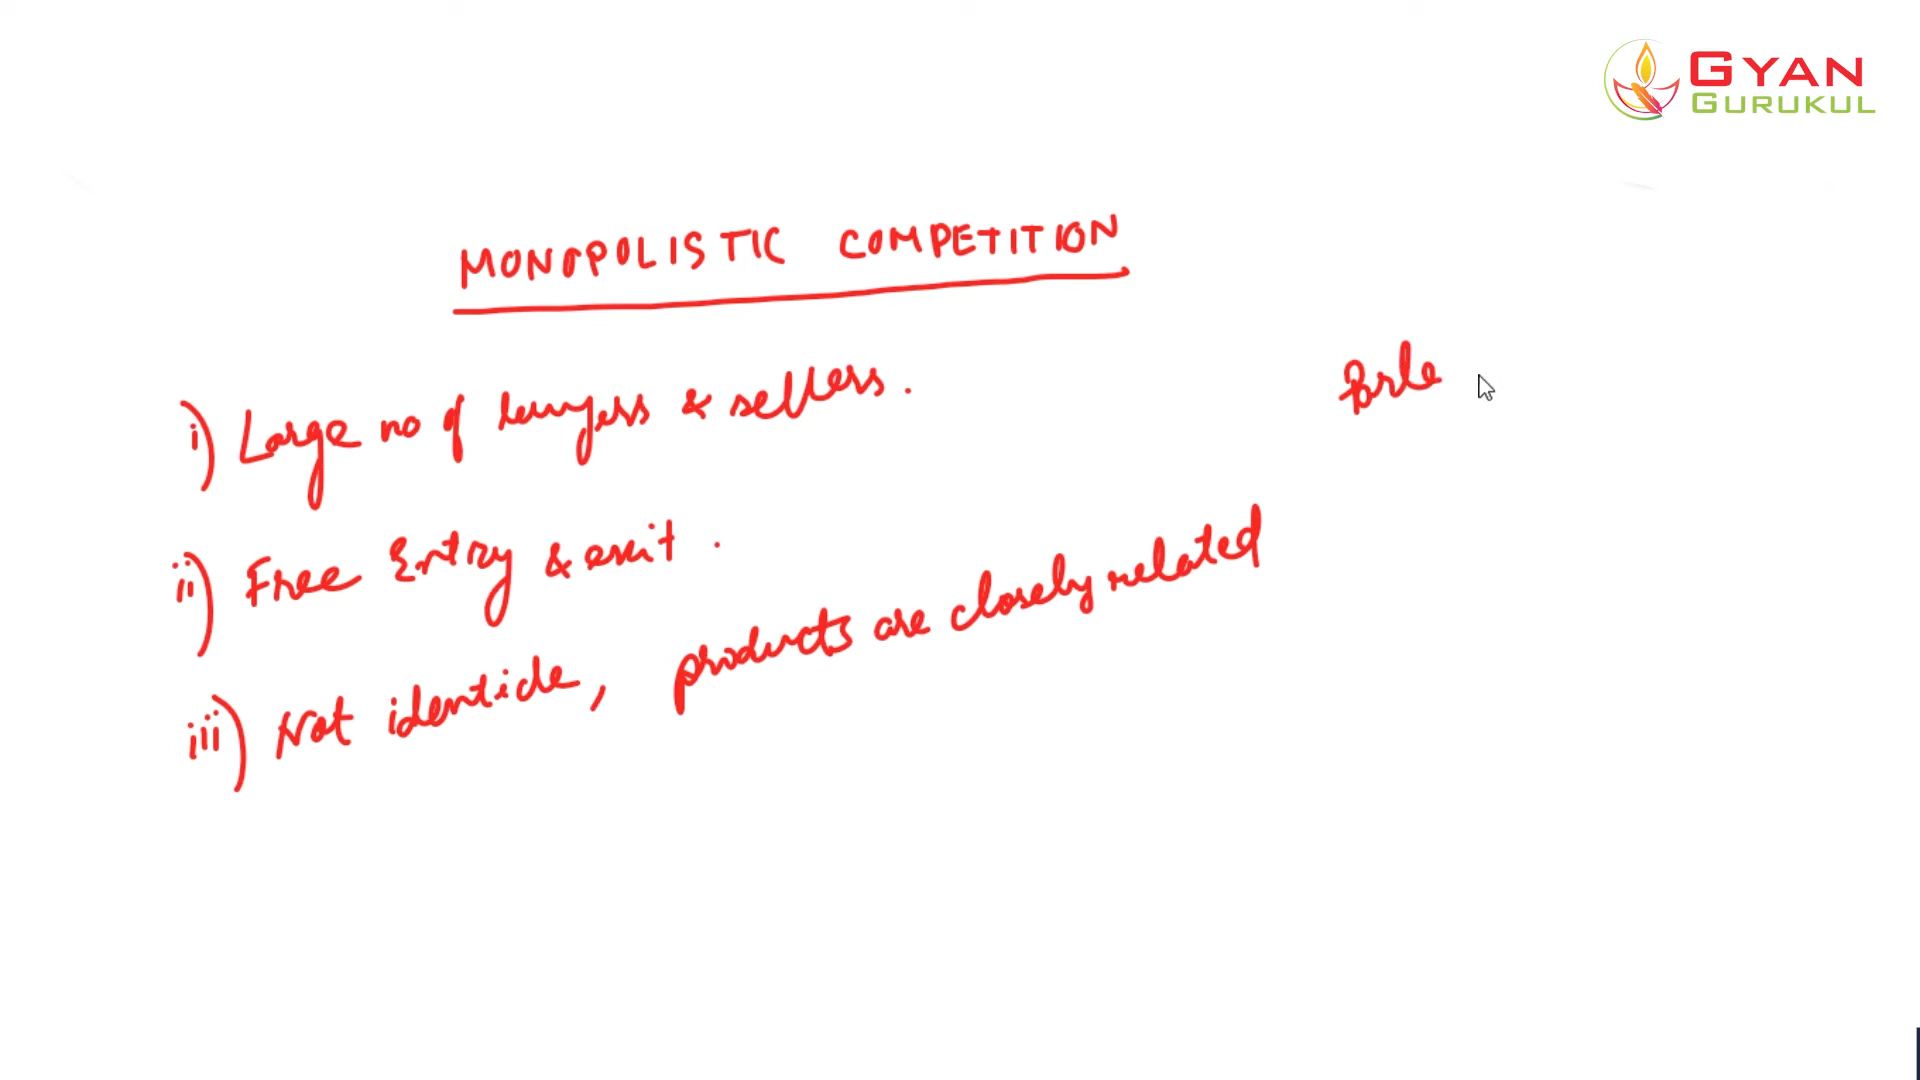 GYAN
GURUKUL
MONOPOLISTIC COMPETITION
i) Large no of buyers & sellers.
Parle
ii) Free Entry & exit.
iii) Not identicle, products are closely related